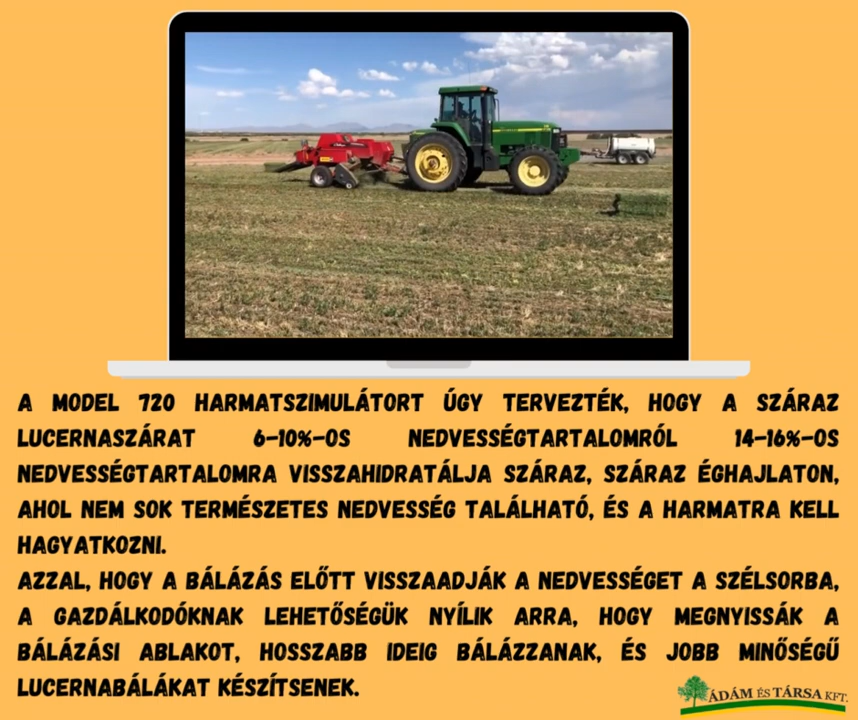 A MODEL 720 HARMATSZIMULÁTORT ÚGY TERVEZTÉK, HOGY A SZÁRAZ
LUCERNASZÁRAT 6-10%-OS NEDVESSÉGTARTALOMRÓL 14-16%-OS
NEDVESSÉGTARTALOMRA VISSZAHIDRATÁLJA SZÁRAZ, SZÁRAZ ÉGHAJLATON,
AHOL NEM SOK TERMÉSZETES NEDVESSÉG TALÁLHATÓ, ÉS A HARMATRA KELL
HAGYATKOZNI.
AZZAL, HOGY A BÁLÁZÁS ELŐTT VISSZAADJÁK A NEDVESSÉGET A SZÉLSORBA,
A GAZDÁLKODÓKNAK LEHETŐSÉGÜK NYÍLIK ARRA, HOGY MEGNYISSÁK A
BÁLÁZÁSI ABLAKOT, HOSSZABB IDEIG BÁLÁZZANAK, ÉS JOBB MINŐSÉGŰ
LUCERNABÁLÁKAT KÉSZÍTSENEK.
ÁDÁM ÉS TÁRSA KFT.